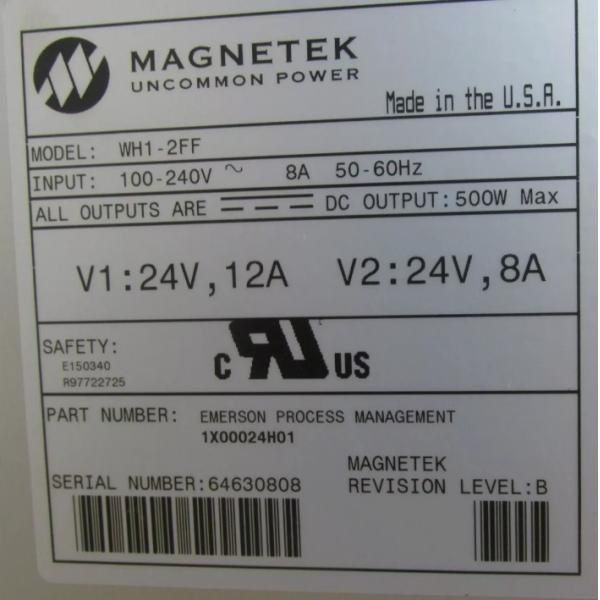 MAGNETEK
UNCOMMON POWER
Made in the U.S.A.
MODEL: WH1-2FF
INPUT: 100-240V ~ 8A 50-60Hz
ALL OUTPUTS ARE DC OUTPUT: 500W Max
V1:24V,12A V2:24V,8A
SAFETY:
E150340
R97722725
C RU US
PART NUMBER: EMERSON PROCESS MANAGEMENT
1X00024H01
MAGNETEK
SERIAL NUMBER:64630808 REVISION LEVEL:B